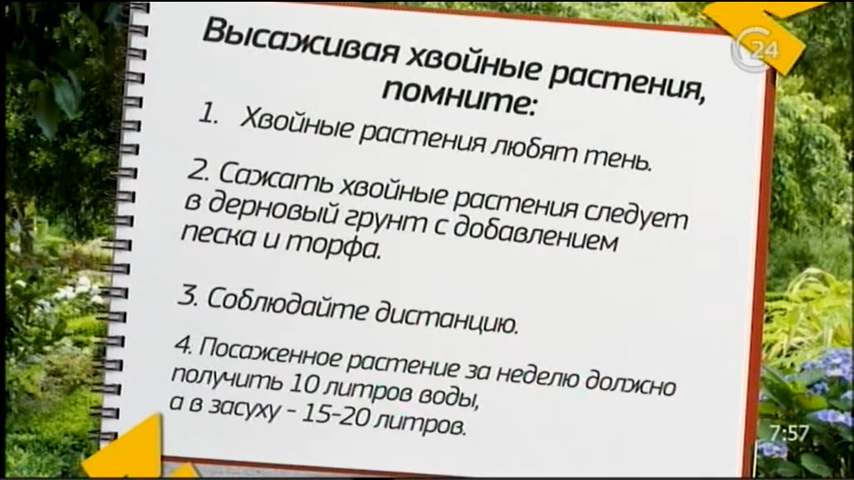 24
Высаживая хвойные растения,
помните:
1. Хвойные растения любят тень.
2. Сажать хвойные растения следует
в дерновый грунт с добавлением
песка и торфа.
3. Соблюдайте дистанцию.
4. Посаженное растение за неделю должно
получить 10 литров воды,
а в засуху - 15-20 литров.
7:57